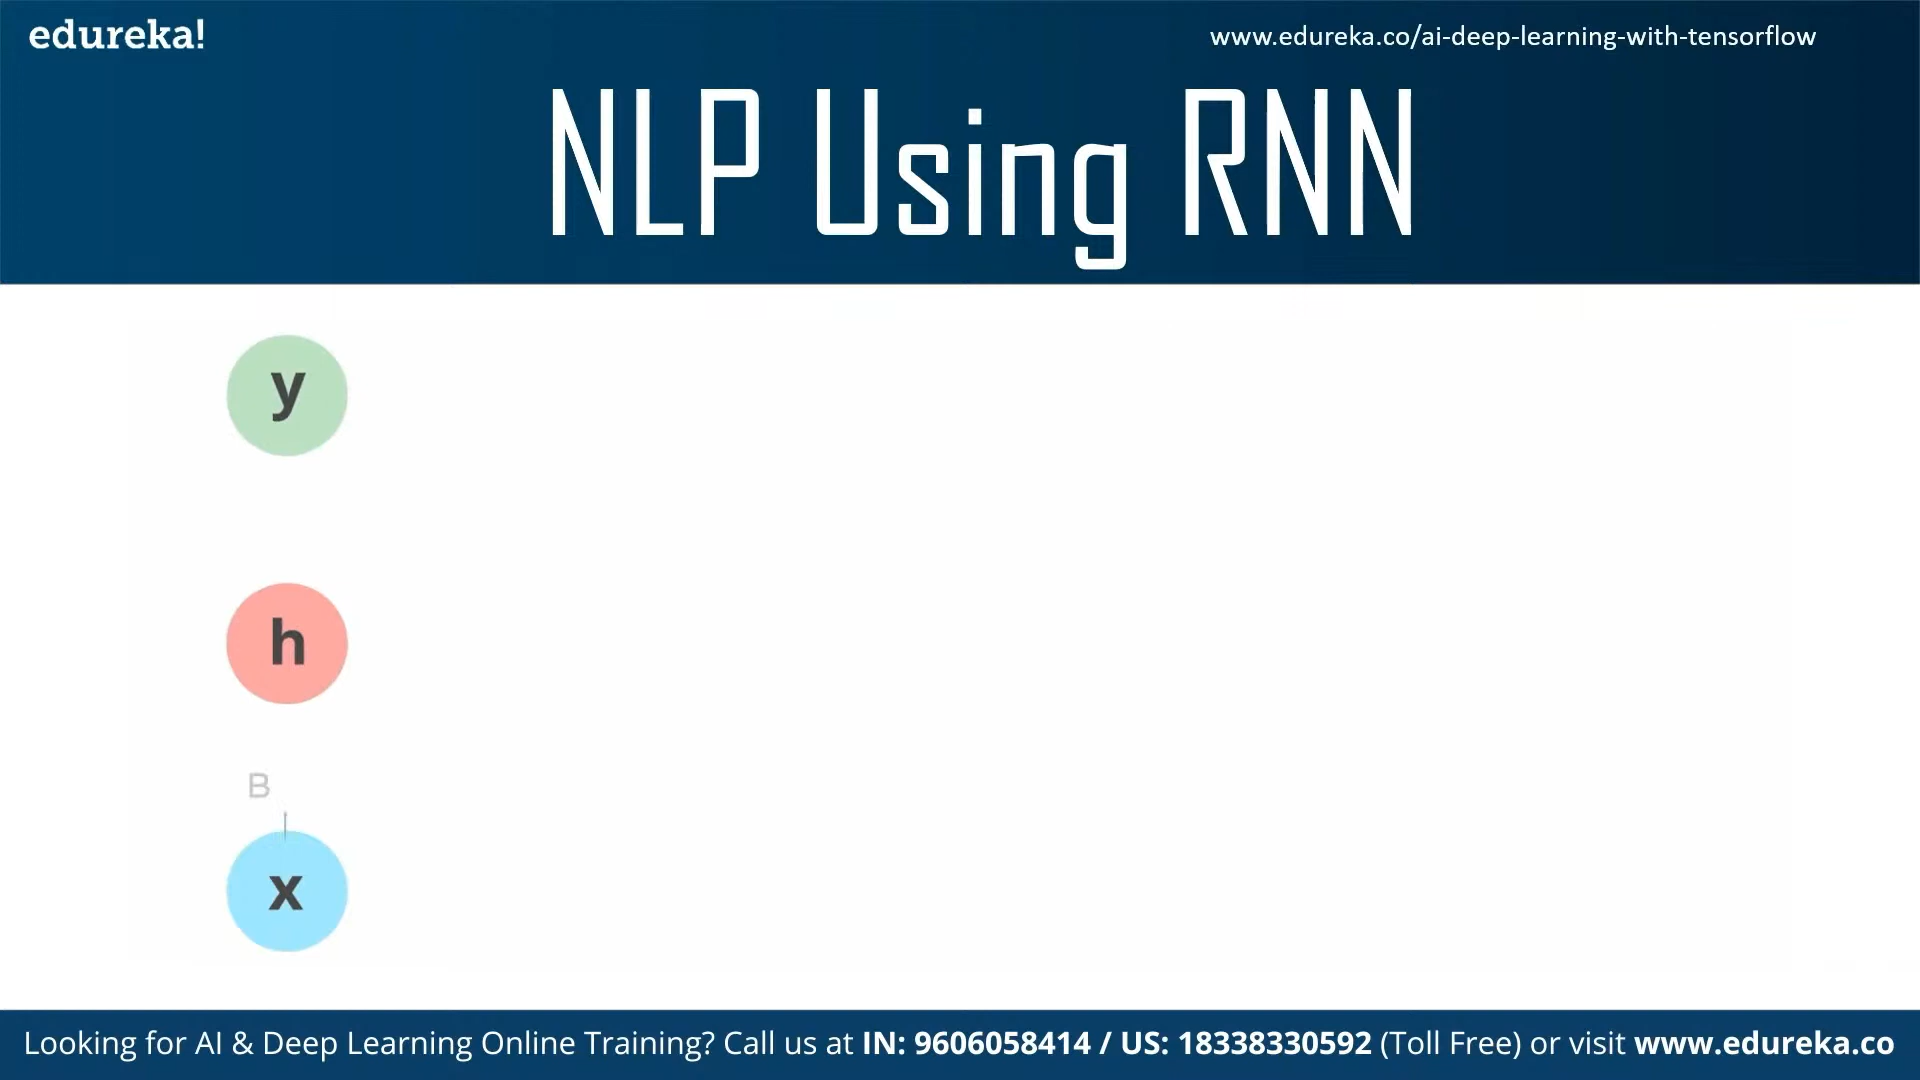 edureka!
www.edureka.co/ai-deep-learning-with-tensorflow
NLP Using RNN
y
h
B
x
Looking for AI & Deep Learning Online Training? Call us at IN: 9606058414 / US: 18338330592 (Toll Free) or visit www.edureka.co